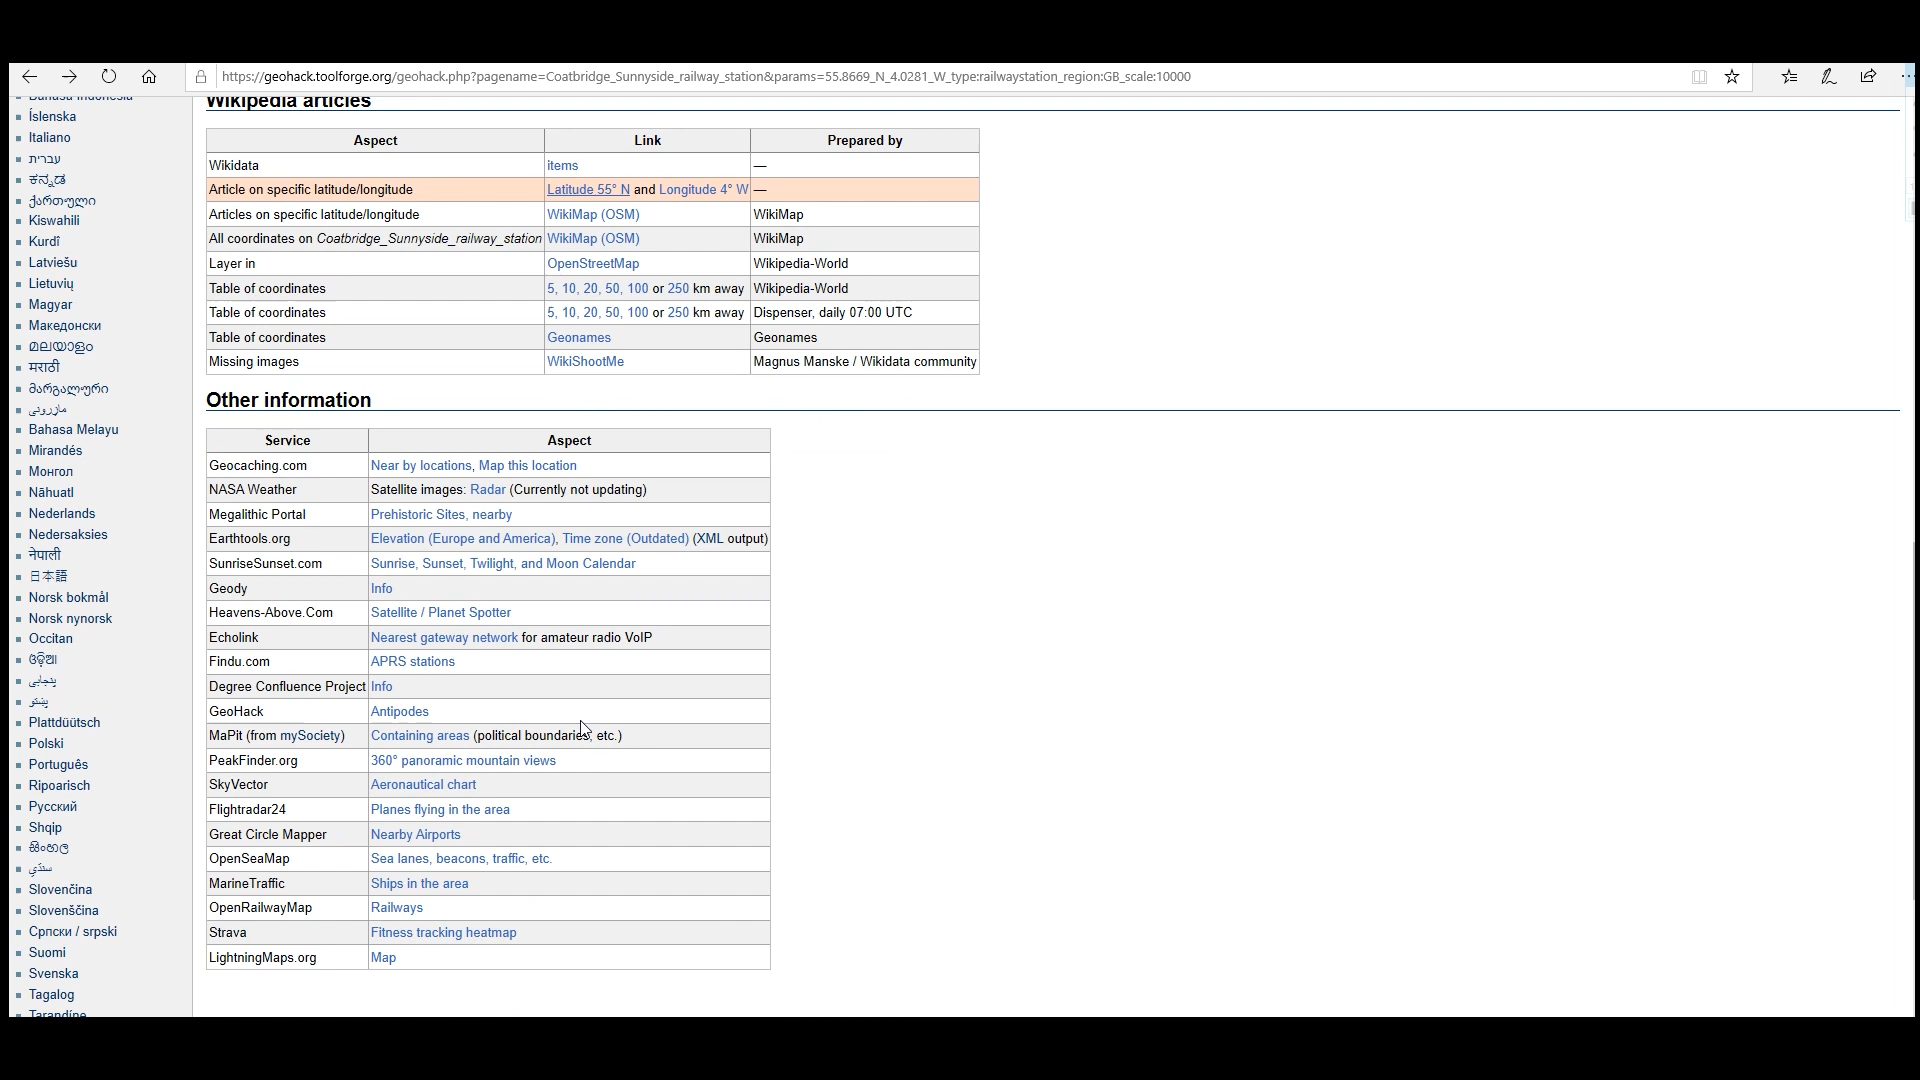 https://geohack.toolforge.org/geohack.php?pagename=Coatbridge_Sunnyside_railway_station&params=55.8669_N_4.0281_W_type:railwaystation_region:GB_scale:10000
Bahasa Indonesia
Íslenska
Italiano
עברית
ಕನ್ನಡ
ქართული
Kiswahili
Kurdî
Latviešu
Lietuvių
Magyar
Македонски
മലയാളം
मराठी
მარგალური
مازرونی
Bahasa Melayu
Mirandés
Монгол
Nāhuatl
Nederlands
Nedersaksies
नेपाली
日本語
Norsk bokmål
Norsk nynorsk
Occitan
ଓଡ଼ିଆ
پنجابی
پښتو
Plattdüütsch
Polski
Português
Ripoarisch
Русский
Shqip
සිංහල
سنڌي
Slovenčina
Slovenščina
Српски / srpski
Suomi
Svenska
Tagalog
Tarandíne
Wikipedia articles
Aspect Link Prepared by
Wikidata items —
Article on specific latitude/longitude Latitude 55° N and Longitude 4° W —
Articles on specific latitude/longitude WikiMap (OSM) WikiMap
All coordinates on Coatbridge_Sunnyside_railway_station WikiMap (OSM) WikiMap
Layer in OpenStreetMap Wikipedia-World
Table of coordinates 5, 10, 20, 50, 100 or 250 km away Wikipedia-World
Table of coordinates 5, 10, 20, 50, 100 or 250 km away Dispenser, daily 07:00 UTC
Table of coordinates Geonames Geonames
Missing images WikiShootMe Magnus Manske / Wikidata community
Other information
Service Aspect
Geocaching.com Near by locations, Map this location
NASA Weather Satellite images: Radar (Currently not updating)
Megalithic Portal Prehistoric Sites, nearby
Earthtools.org Elevation (Europe and America), Time zone (Outdated) (XML output)
SunriseSunset.com Sunrise, Sunset, Twilight, and Moon Calendar
Geody Info
Heavens-Above.Com Satellite / Planet Spotter
Echolink Nearest gateway network for amateur radio VoIP
Findu.com APRS stations
Degree Confluence Project Info
GeoHack Antipodes
MaPit (from mySociety) Containing areas (political boundaries, etc.)
PeakFinder.org 360° panoramic mountain views
SkyVector Aeronautical chart
Flightradar24 Planes flying in the area
Great Circle Mapper Nearby Airports
OpenSeaMap Sea lanes, beacons, traffic, etc.
MarineTraffic Ships in the area
OpenRailwayMap Railways
Strava Fitness tracking heatmap
LightningMaps.org Map